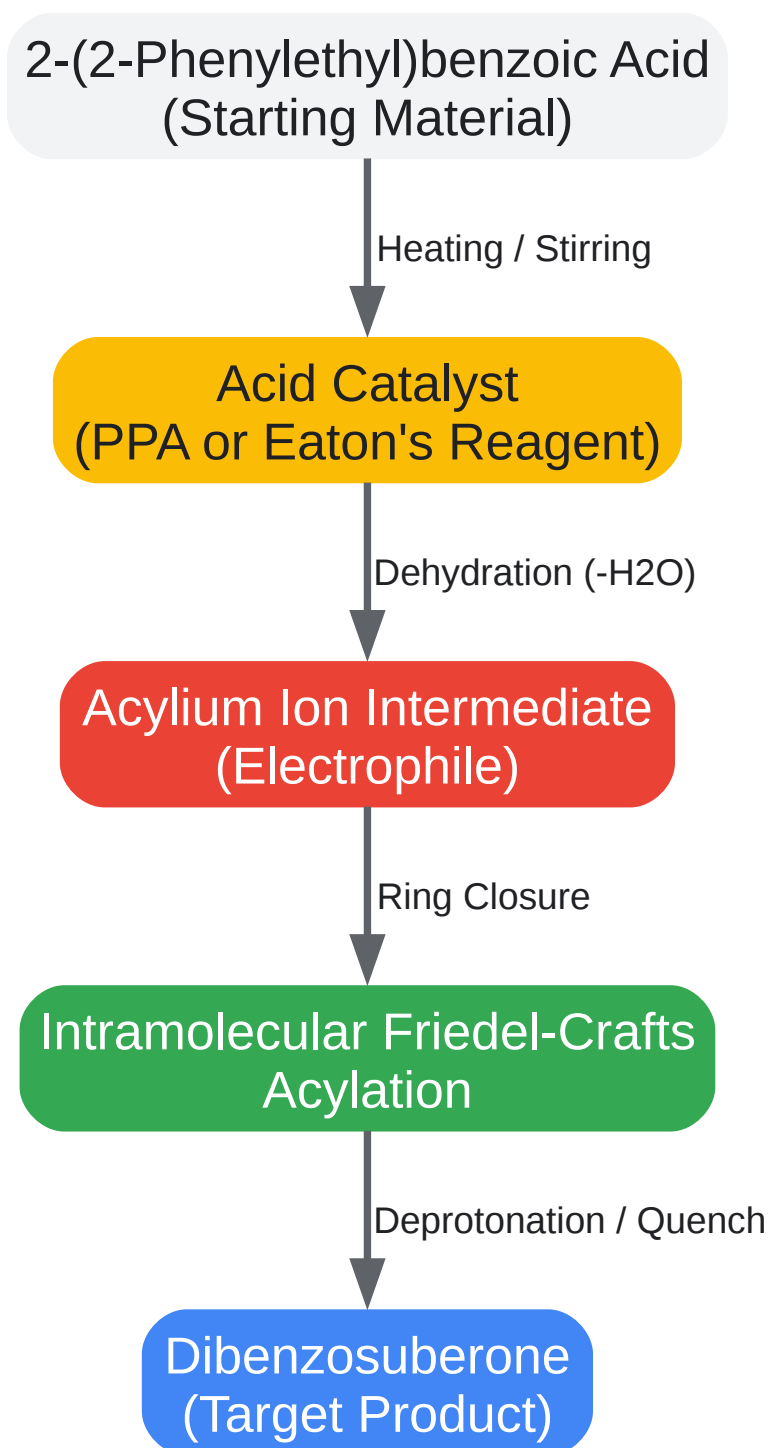 2-(2-Phenylethyl)benzoic Acid
(Starting Material)
Heating / Stirring
Acid Catalyst
(PPA or Eaton's Reagent)
Dehydration (-H2O)
Acylium Ion Intermediate
(Electrophile)
Ring Closure
Intramolecular Friedel-Crafts
Acylation
Deprotonation / Quench
Dibenzosuberone
(Target Product)